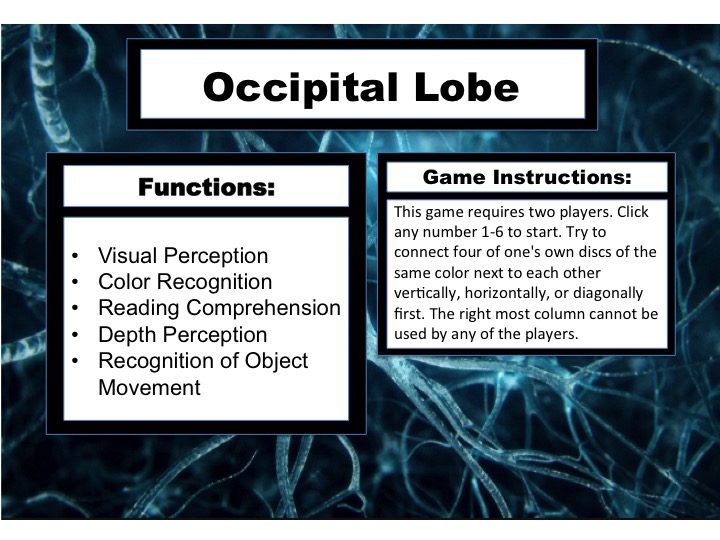 Occipital Lobe
Functions:
• Visual Perception
• Color Recognition
• Reading Comprehension
• Depth Perception
• Recognition of Object
Movement
Game Instructions:
This game requires two players. Click
any number 1-6 to start. Try to
connect four of one's own discs of the
same color next to each other
vertically, horizontally, or diagonally
first. The right most column cannot be
used by any of the players.